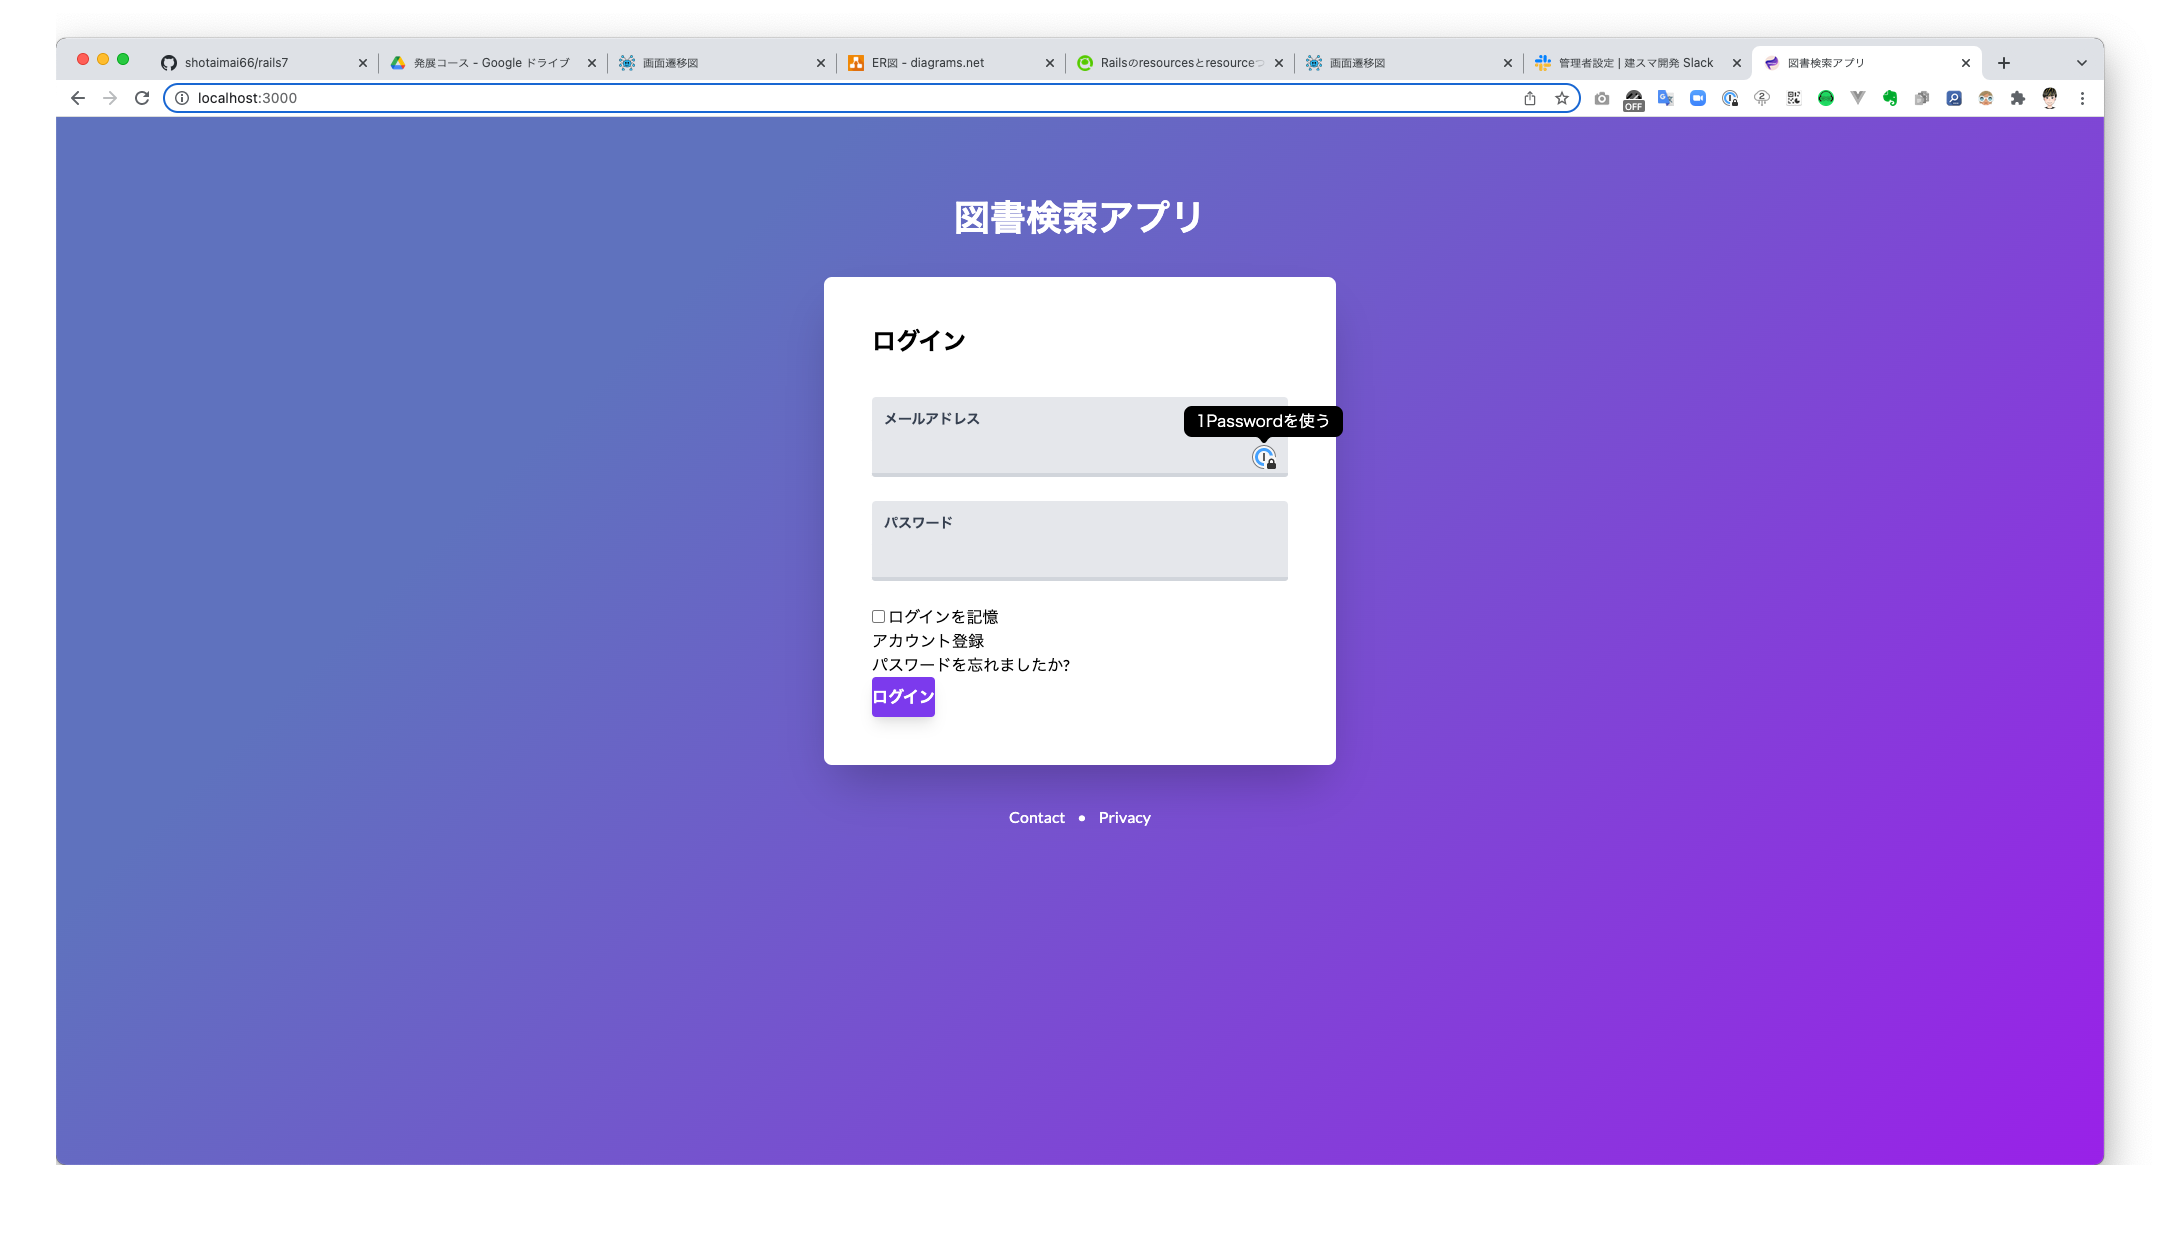 shotaimai66/rails7
発展コース - Google ドライブ
画面遷移図
ER図 - diagrams.net
Railsのresourcesとresource
画面遷移図
管理者設定 | 建スマ開発 Slack
図書検索アプリ
localhost:3000
OFF
図書検索アプリ
ログイン
メールアドレス
1Passwordを使う
パスワード
ログインを記憶
アカウント登録
パスワードを忘れましたか?
ログイン
Contact • Privacy